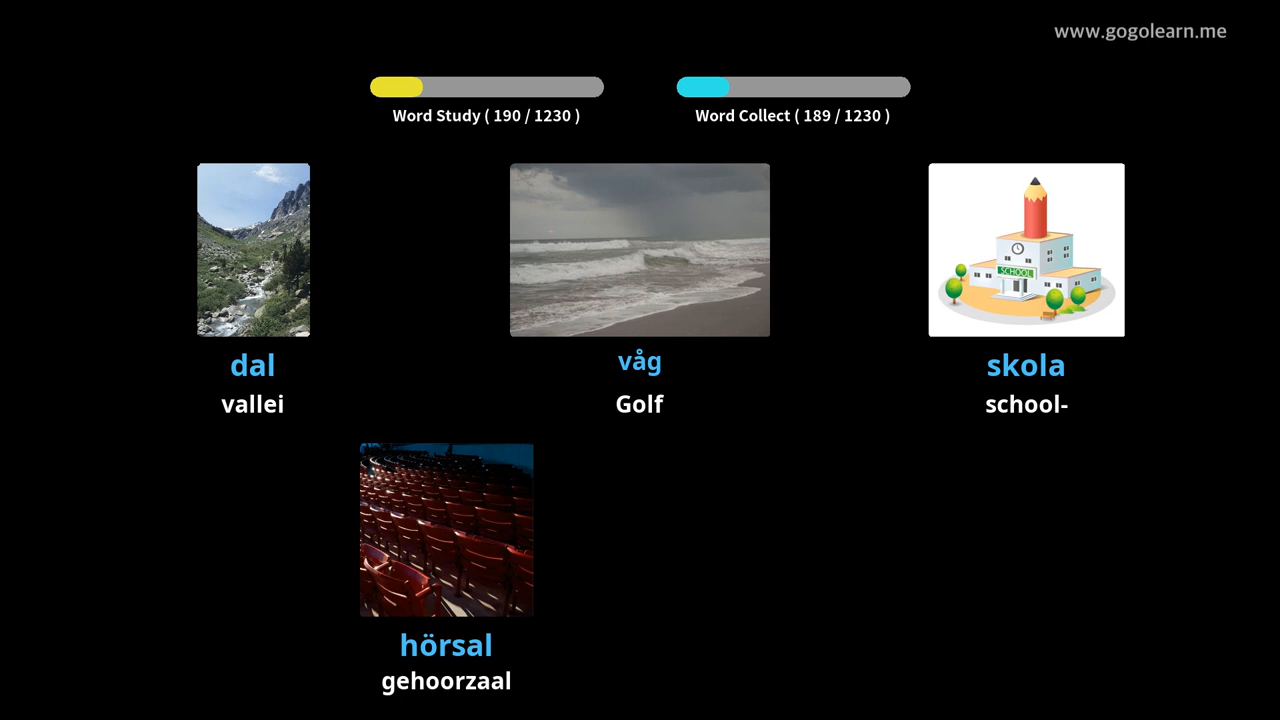 www.gogolearn.me
Word Study ( 190 / 1230 )
Word Collect ( 189 / 1230 )
SCHOOL
dal
våg
skola
vallei
Golf
school-
hörsal
gehoorzaal